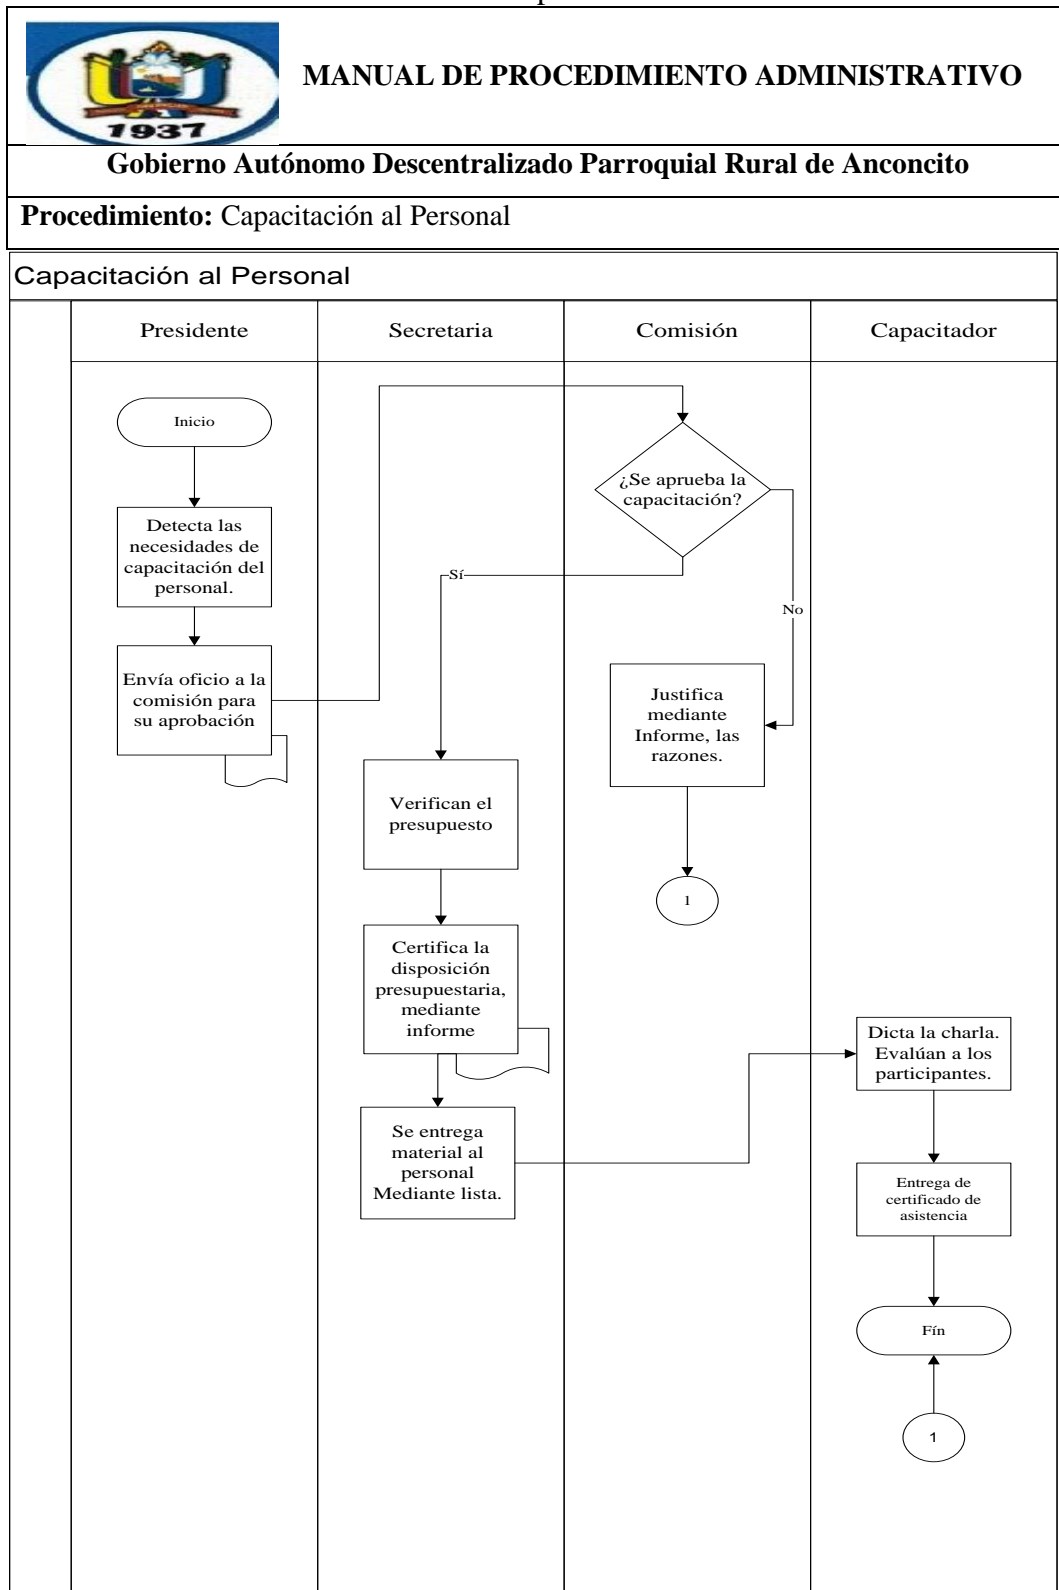 1937
MANUAL DE PROCEDIMIENTO ADMINISTRATIVO
Gobierno Autónomo Descentralizado Parroquial Rural de Anconcito
Procedimiento: Capacitación al Personal
Capacitación al Personal
Presidente
Secretaria
Comisión
Capacitador
Inicio
Detecta las
necesidades de
capacitación del
personal.
Envía oficio a la
comisión para
su aprobación
¿Se aprueba la
capacitación?
Sí
No
Justifica
mediante
Informe, las
razones.
1
Verifican el
presupuesto
Certifica la
disposición
presupuestaria,
mediante
informe
Se entrega
material al
personal
Mediante lista.
Dicta la charla.
Evalúan a los
participantes.
Entrega de
certificado de
asistencia
Fín
1